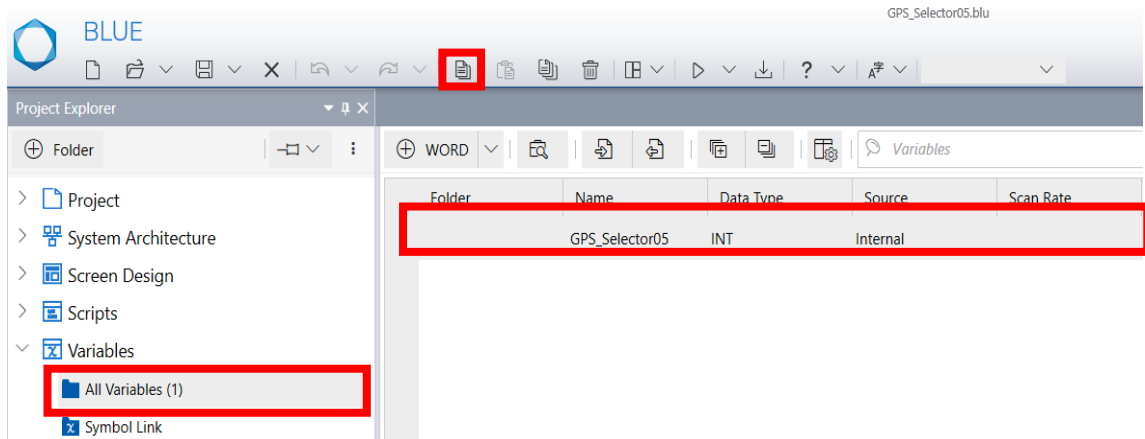 GPS_Selector05.blu
BLUE
Project Explorer
Folder
WORD
Variables
Project
System Architecture
Screen Design
Scripts
Variables
All Variables (1)
Symbol Link
Folder Name Data Type Source Scan Rate
GPS_Selector05 INT Internal